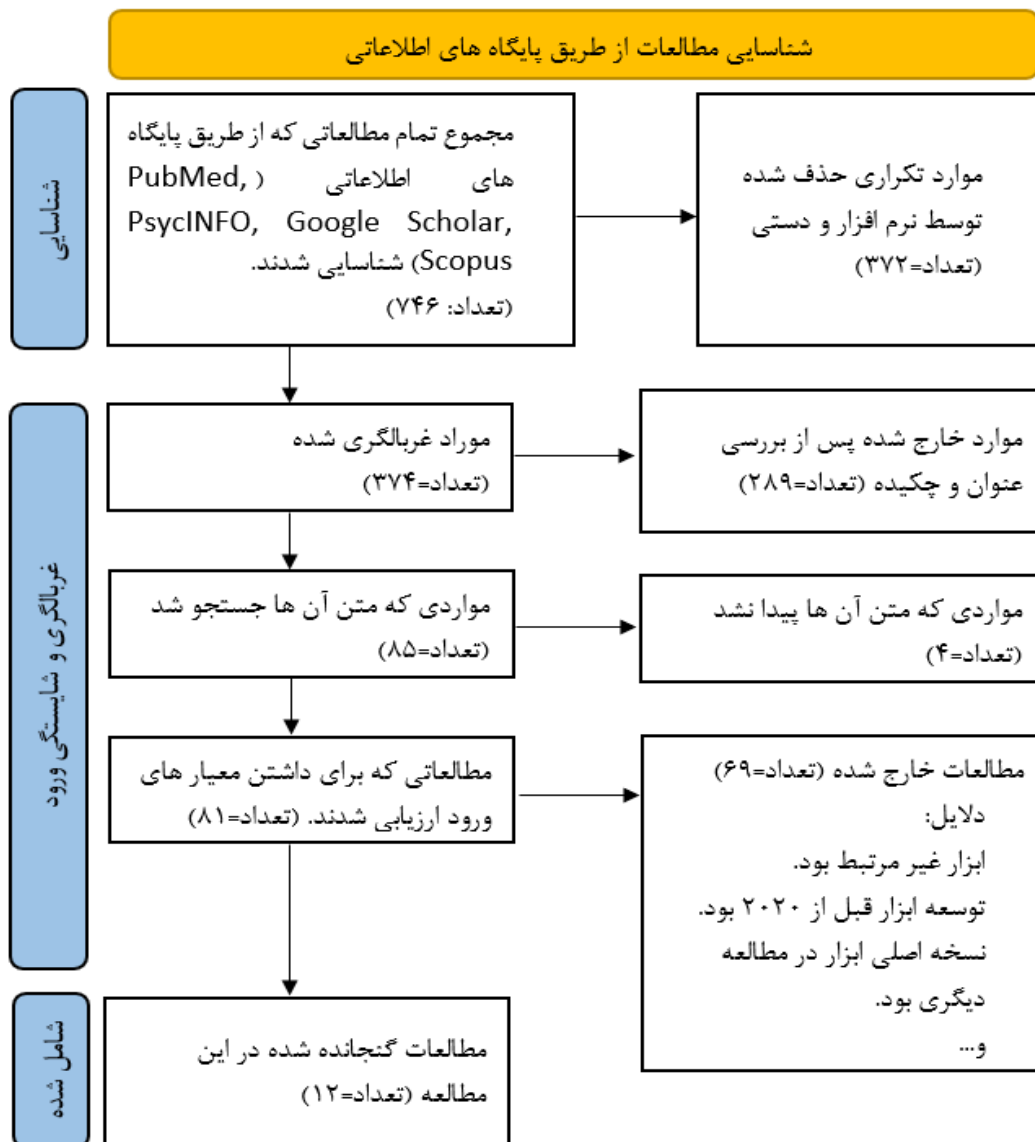 شناسایی مطالعات از طریق پایگاه های اطلاعاتی
شناسایی
مجموع تمام مطالعاتی که از طریق پایگاه
های اطلاعاتی (PubMed,
PsycINFO, Google Scholar,
Scopus) شناسایی شدند.
(تعداد: ۷۴۶)
موارد تکراری حذف شده
توسط نرم افزار و دستی
(تعداد=۳۷۲)
غربالگری و شایستگی ورود
موراد غربالگری شده
(تعداد=۳۷۴)
موارد خارج شده پس از بررسی
عنوان و چکیده (تعداد=۲۸۹)
مواردی که متن آن ها جستجو شد
(تعداد=۸۵)
مواردی که متن آن ها پیدا نشد
(تعداد=۴)
مطالعاتی که برای داشتن معیار های
ورود ارزیابی شدند. (تعداد=۸۱)
مطالعات خارج شده (تعداد=۶۹)
دلایل:
ابزار غیر مرتبط بود.
توسعه ابزار قبل از ۲۰۲۰ بود.
نسخه اصلی ابزار در مطالعه
دیگری بود.
و...
شامل شده
مطالعات گنجانده شده در این
مطالعه (تعداد=۱۲)